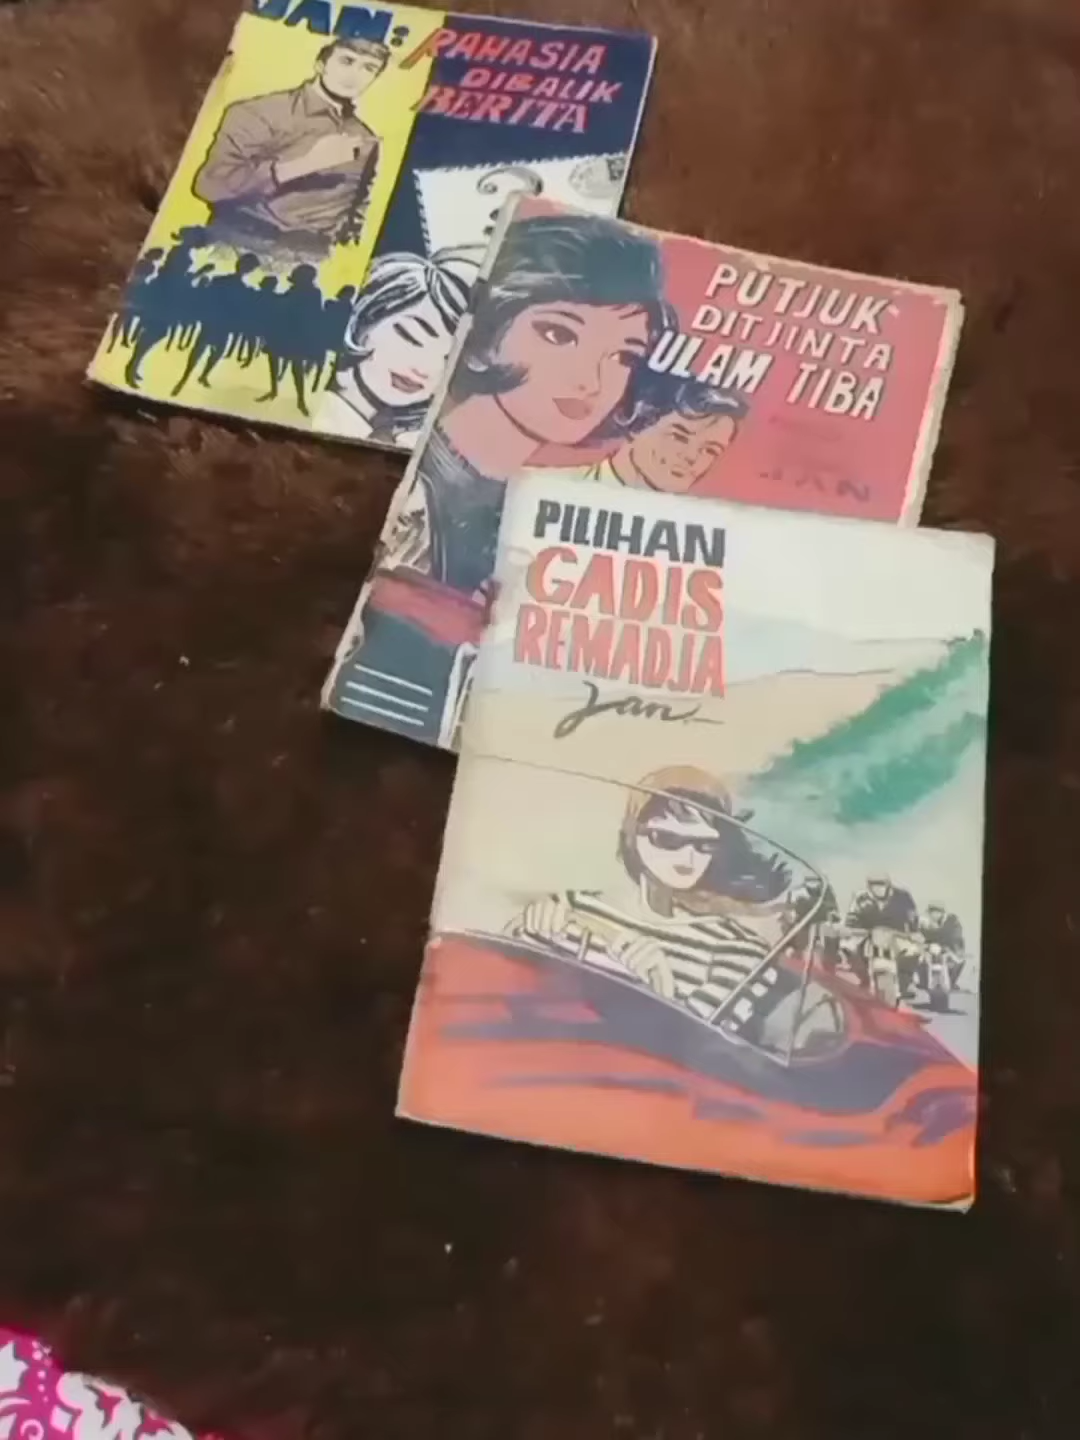 JAN: RAHASIA
DIBALIK
BERITA
PUTJUK
DITJINTA
ULAM TIBA
JAN
PILIHAN
GADIS
REMADJA
Jan.